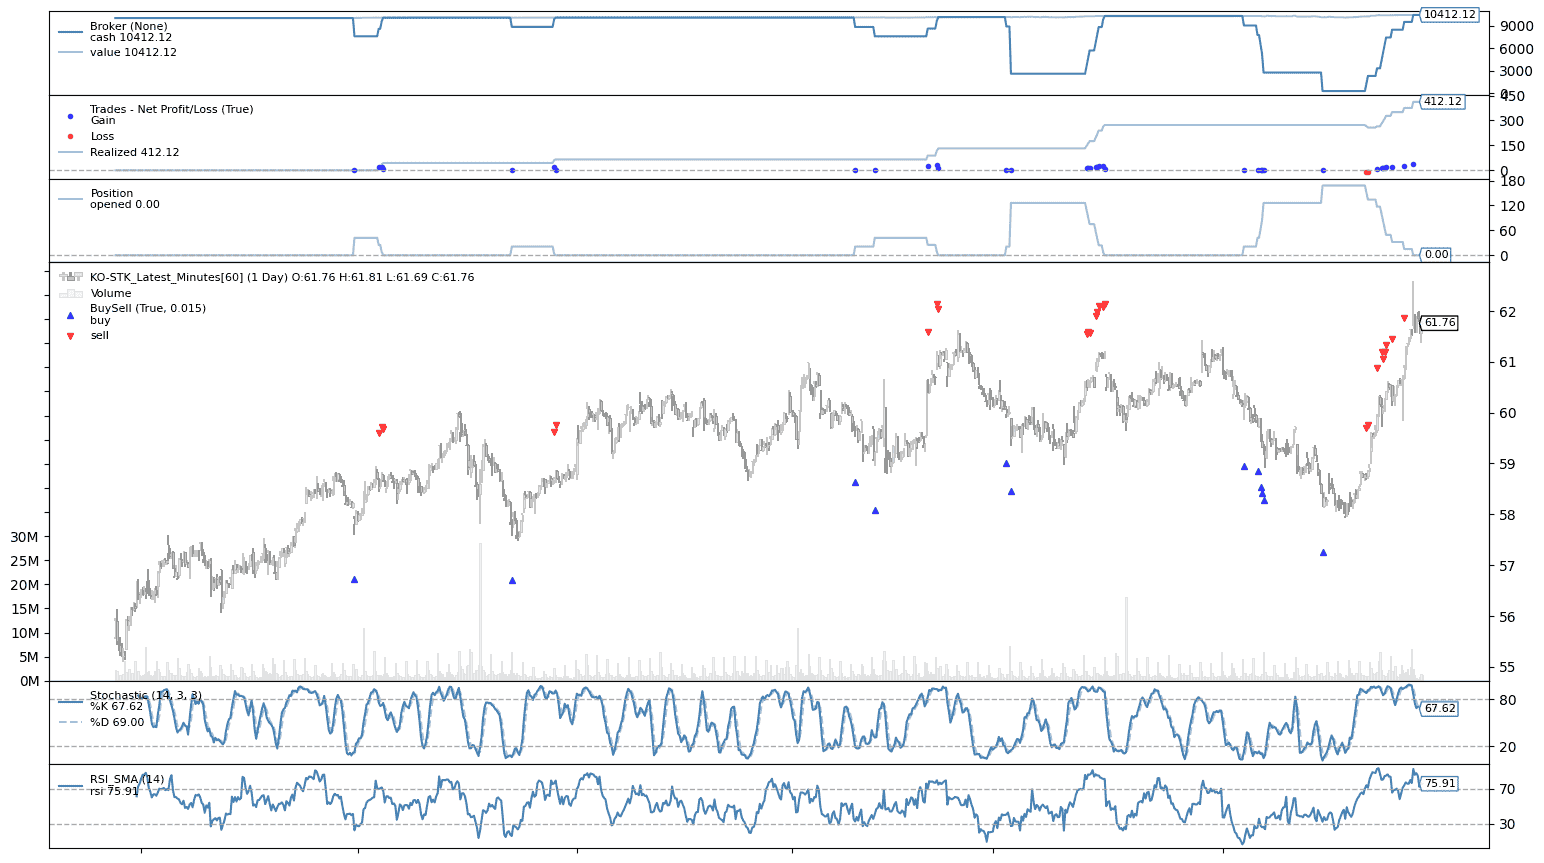 Broker (None)
cash 10412.12
value 10412.12
10412.12
9000
6000
3000
0
Trades - Net Profit/Loss (True)
Gain
Loss
Realized 412.12
450
412.12
300
150
0
Position
opened 0.00
180
120
60
0
0.00
KO-STK_Latest_Minutes[60] (1 Day) O:61.76 H:61.81 L:61.69 C:61.76
Volume
BuySell (True, 0.015)
buy
sell
62
61.76
61
60
59
58
57
56
55
30M
25M
20M
15M
10M
5M
0M
Stochastic (14, 3, 3)
%K 67.62
%D 69.00
80
67.62
20
RSI_SMA (14)
rsi 75.91
75.91
70
30